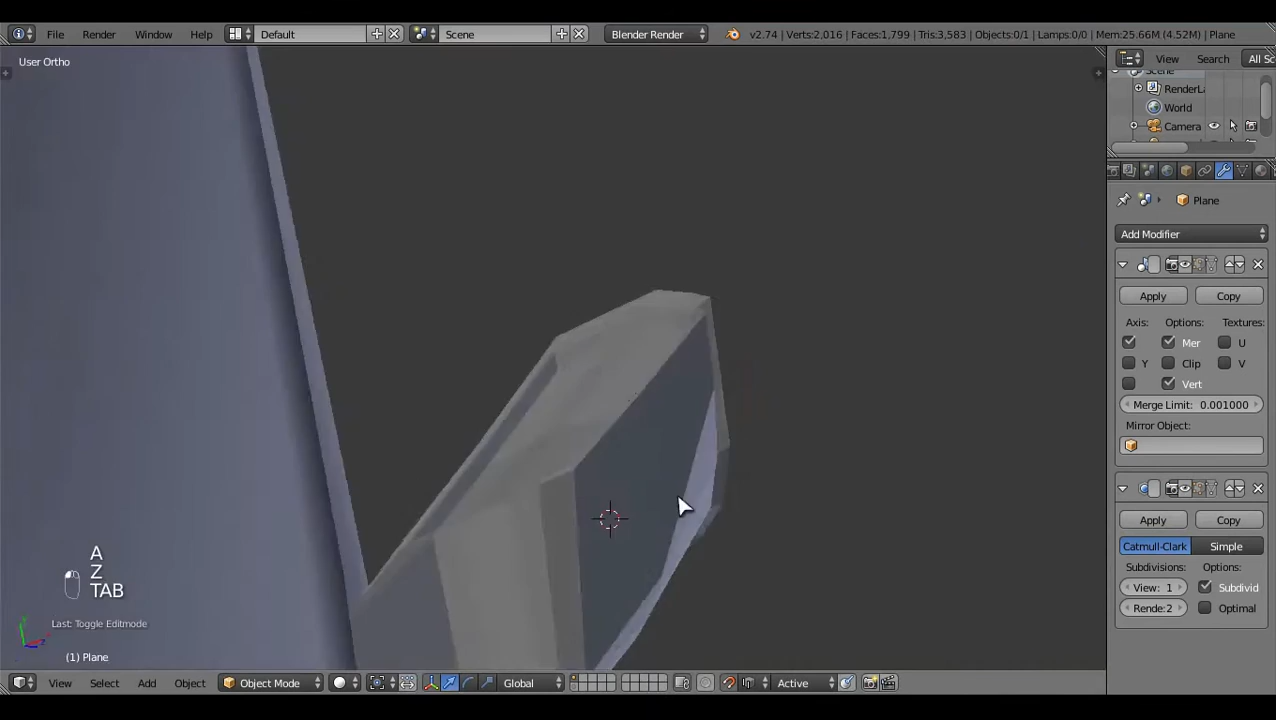 File Render Window Help Default Scene Blender Render v2.74 | Verts:2,016 | Faces:1,799 | Tris:3,583 | Objects:0/1 | Lamps:0/0 | Mem:25.66M (4.52M) | Plane
User Ortho
View Search All Sc
Scene
RenderLa
World
Camera
Plane
Add Modifier
Apply Copy
Axis: Options: Textures:
Mer U
Y Clip V
Vert
Merge Limit: 0.001000
Mirror Object:
Apply Copy
Catmull-Clark Simple
Subdivisions: Options:
View: 1 Subdivid
Rende:2 Optimal
A
Z
TAB
Last: Toggle Editmode
(1) Plane
View Select Add Object Object Mode Global Active